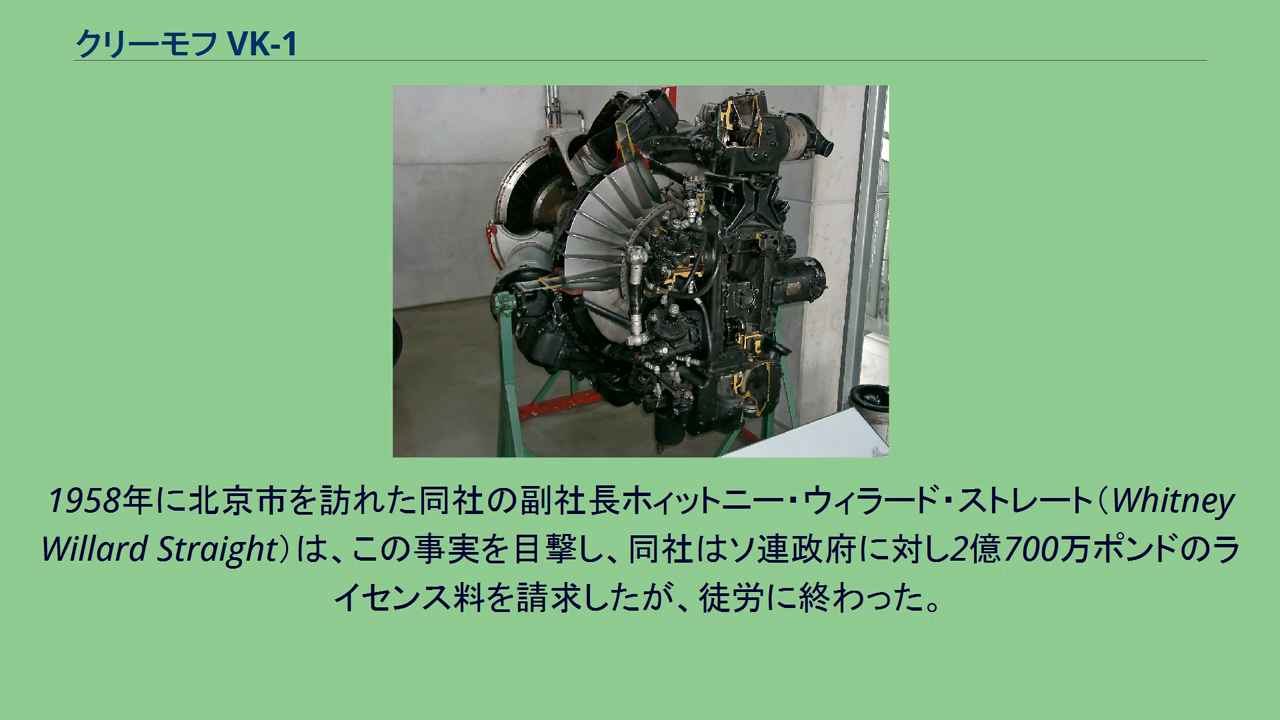 クリーモフ VK-1
1958年に北京市を訪れた同社の副社長ホィットニー・ウィラード・ストレート（Whitney
Willard Straight）は、この事実を目撃し、同社はソ連政府に対し2億700万ポンドのラ
イセンス料を請求したが、徒労に終わった。